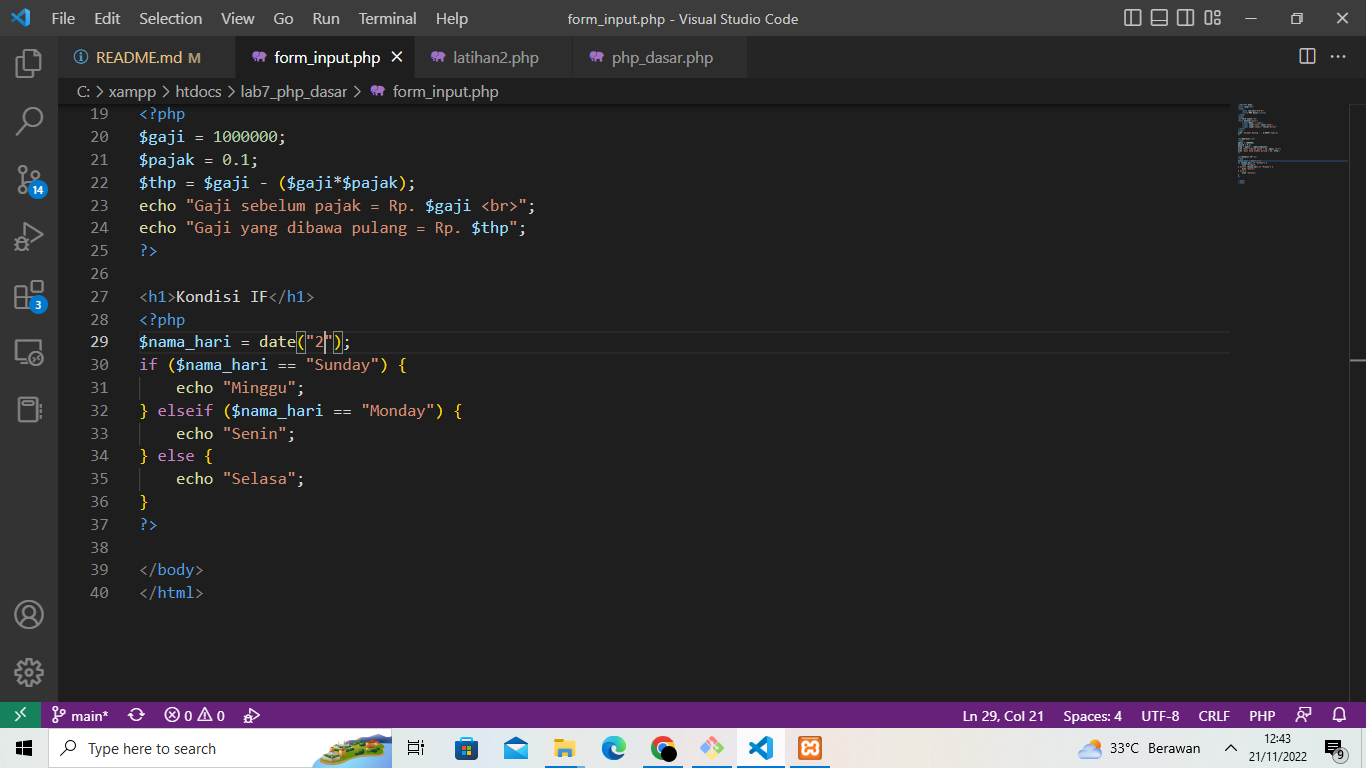 File Edit Selection View Go Run Terminal Help form_input.php - Visual Studio Code
README.md M form_input.php latihan2.php php_dasar.php
C: > xampp > htdocs > lab7_php_dasar > form_input.php
19 <?php
20 $gaji = 1000000;
21 $pajak = 0.1;
22 $thp = $gaji - ($gaji*$pajak);
23 echo "Gaji sebelum pajak = Rp. $gaji <br>";
24 echo "Gaji yang dibawa pulang = Rp. $thp";
25 ?>
26
27 <h1>Kondisi IF</h1>
28 <?php
29 $nama_hari = date("2");
30 if ($nama_hari == "Sunday") {
31 echo "Minggu";
32 } elseif ($nama_hari == "Monday") {
33 echo "Senin";
34 } else {
35 echo "Selasa";
36 }
37 ?>
38
39 </body>
40 </html>
14
3
main* 0 0 Ln 29, Col 21 Spaces: 4 UTF-8 CRLF PHP
Type here to search 33°C Berawan 12:43
21/11/2022 9